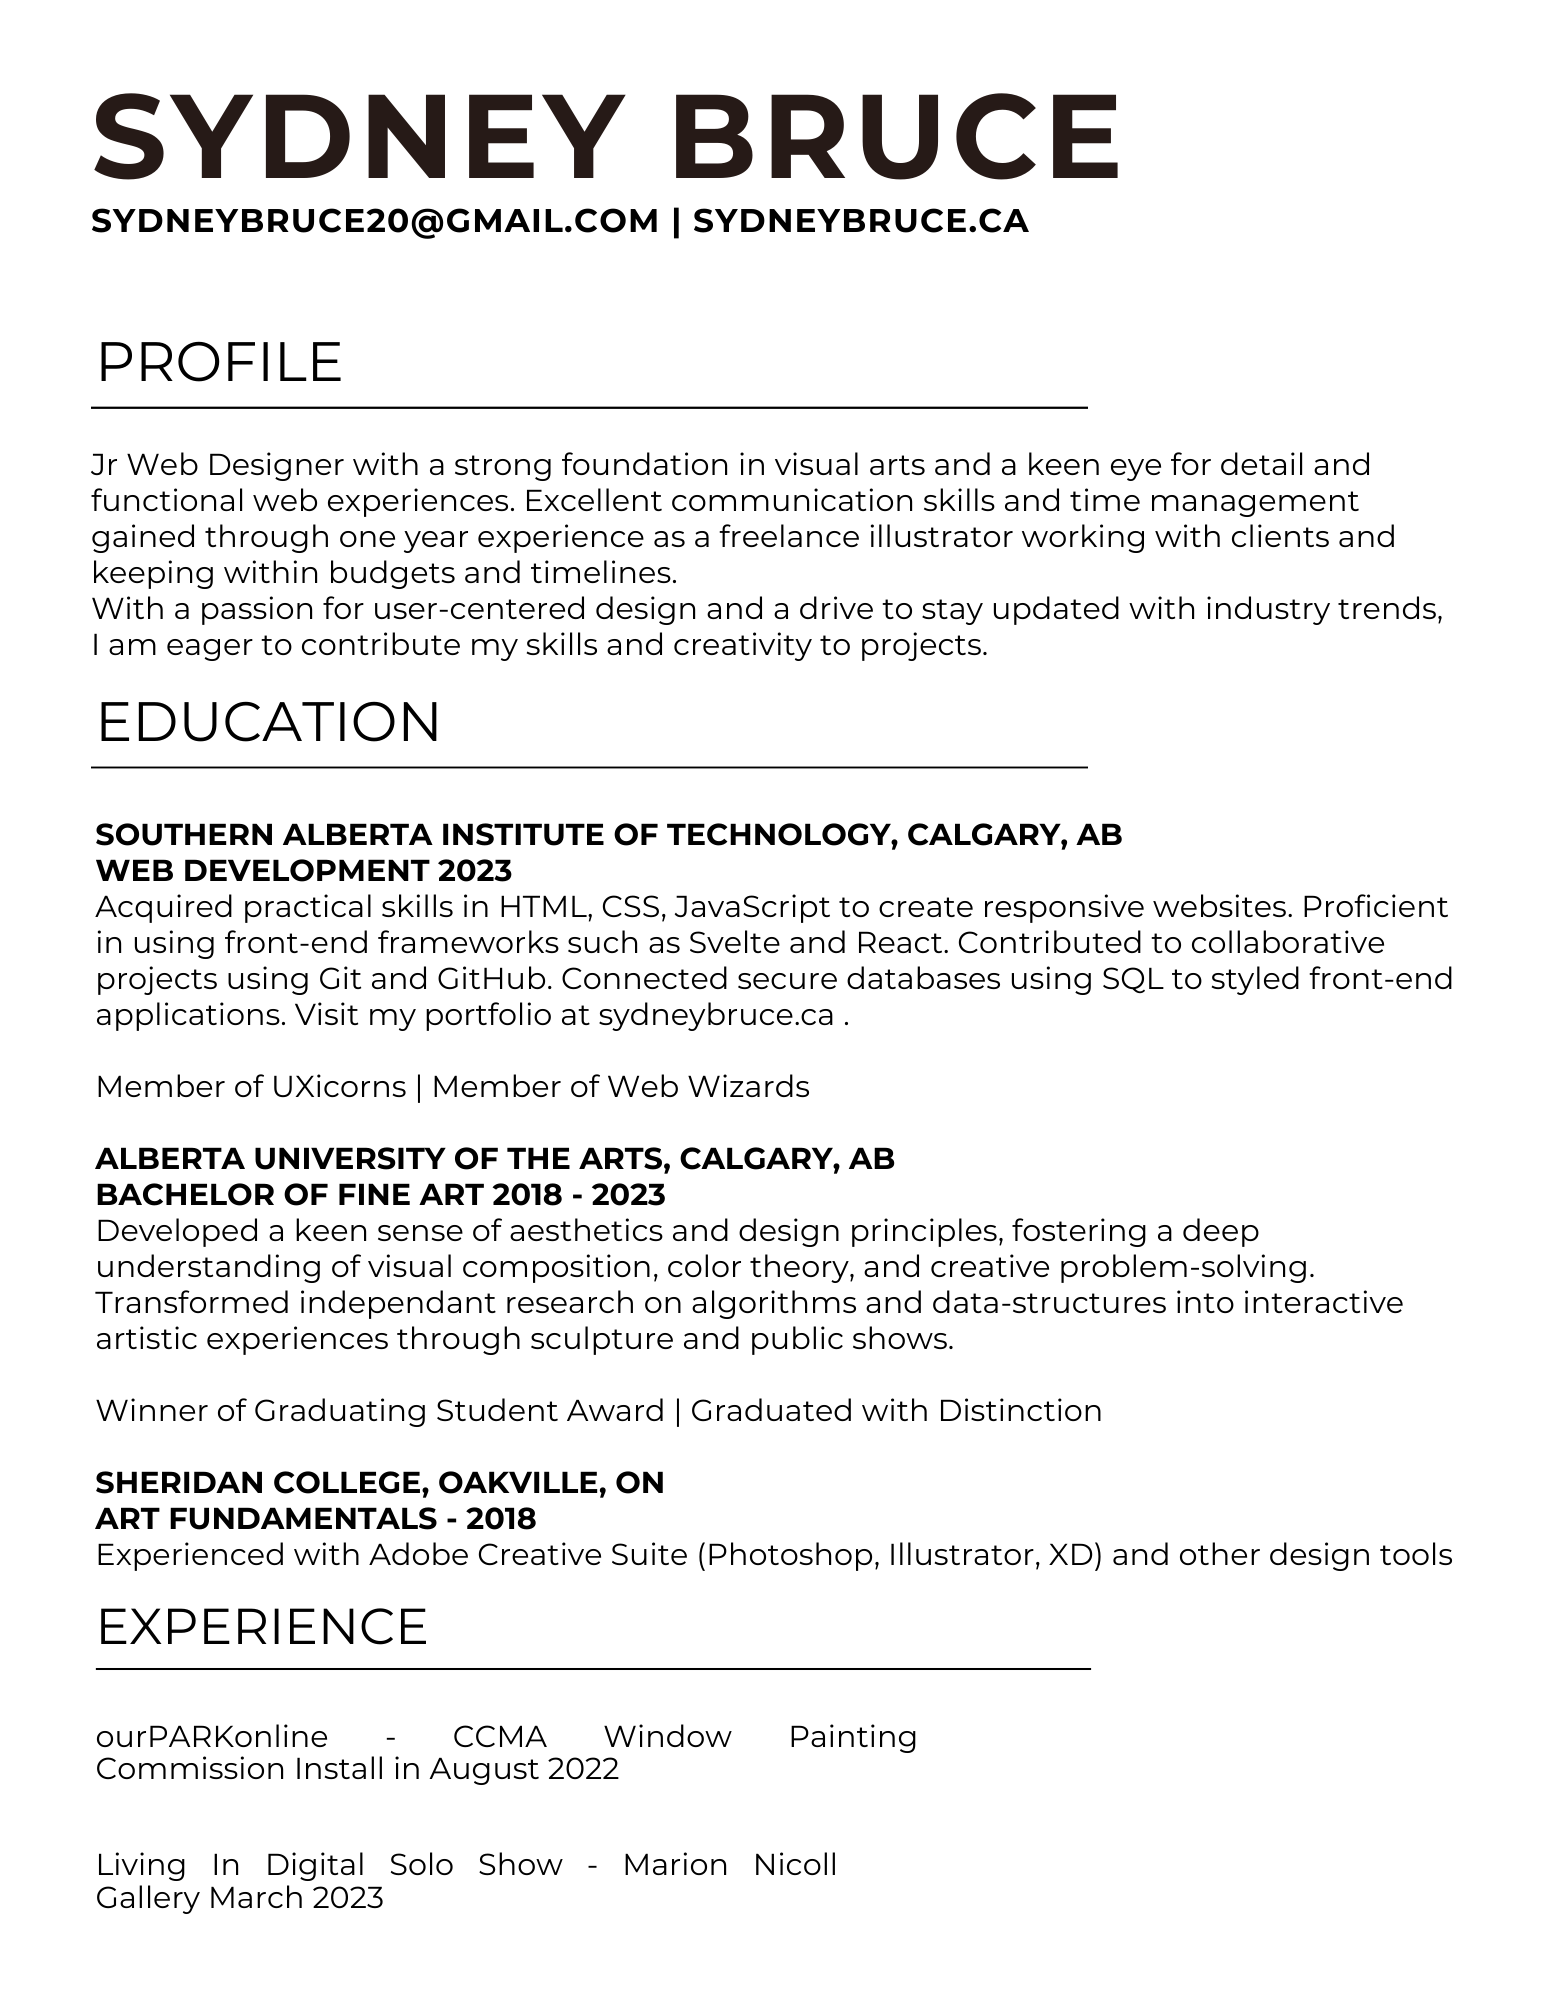 SYDNEY BRUCE
SYDNEYBRUCE20@GMAIL.COM | SYDNEYBRUCE.CA
PROFILE
Jr Web Designer with a strong foundation in visual arts and a keen eye for detail and
functional web experiences. Excellent communication skills and time management
gained through one year experience as a freelance illustrator working with clients and
keeping within budgets and timelines.
With a passion for user-centered design and a drive to stay updated with industry trends,
I am eager to contribute my skills and creativity to projects.
EDUCATION
SOUTHERN ALBERTA INSTITUTE OF TECHNOLOGY, CALGARY, AB
WEB DEVELOPMENT 2023
Acquired practical skills in HTML, CSS, JavaScript to create responsive websites. Proficient
in using front-end frameworks such as Svelte and React. Contributed to collaborative
projects using Git and GitHub. Connected secure databases using SQL to styled front-end
applications. Visit my portfolio at sydneybruce.ca .
Member of UXicorns | Member of Web Wizards
ALBERTA UNIVERSITY OF THE ARTS, CALGARY, AB
BACHELOR OF FINE ART 2018 - 2023
Developed a keen sense of aesthetics and design principles, fostering a deep
understanding of visual composition, color theory, and creative problem-solving.
Transformed independant research on algorithms and data-structures into interactive
artistic experiences through sculpture and public shows.
Winner of Graduating Student Award | Graduated with Distinction
SHERIDAN COLLEGE, OAKVILLE, ON
ART FUNDAMENTALS - 2018
Experienced with Adobe Creative Suite (Photoshop, Illustrator, XD) and other design tools
EXPERIENCE
ourPARKonline - CCMA Window Painting
Commission Install in August 2022
Living In Digital Solo Show - Marion Nicoll
Gallery March 2023